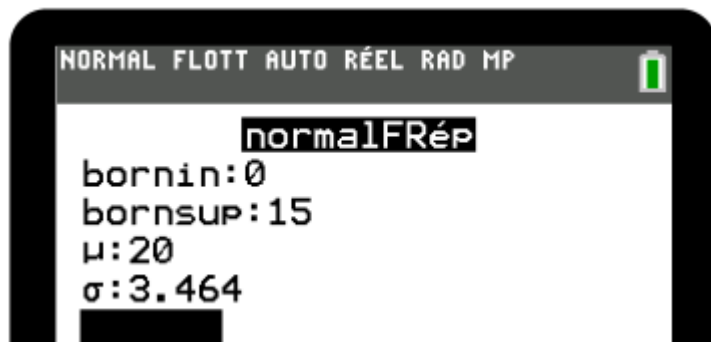 NORMAL FLOTT AUTO RÉEL RAD MP
normalFRép
bornin:0
bornsup:15
μ:20
σ:3.464